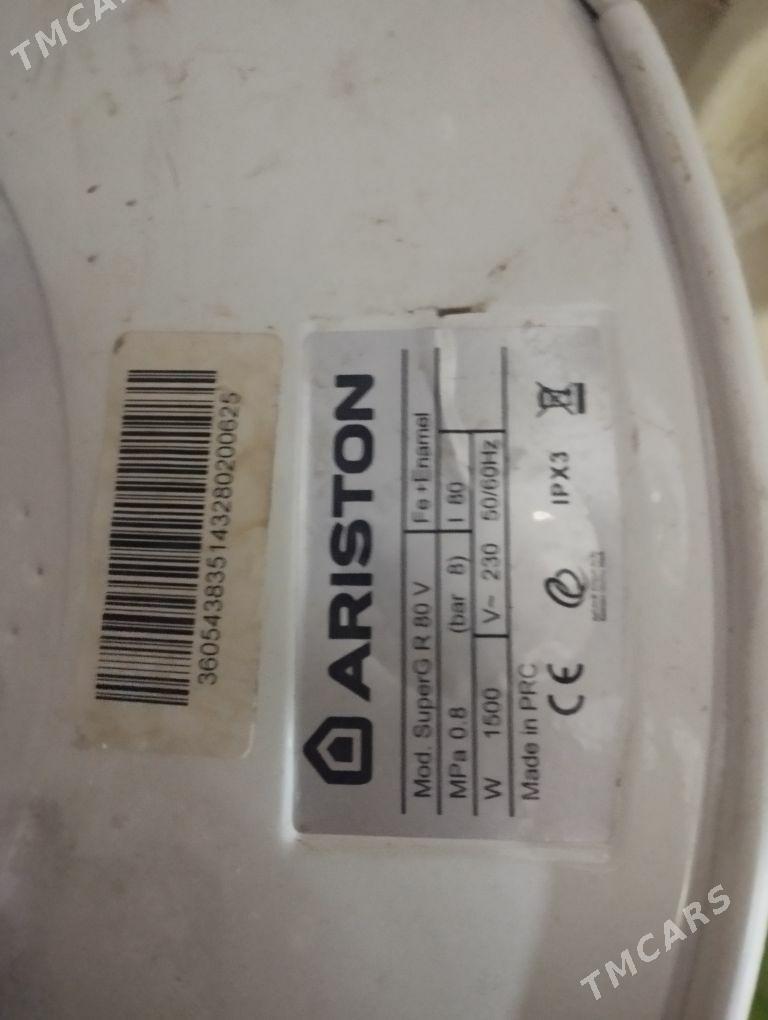 TMCARS
360543835143280200625
ARISTON
Mod. SuperG R 80 V Fe+Enamel
MPa 0.8 (bar 8) l 80
W 1500 V~ 230 50/60Hz
Made in PRC
CE IPX3
TMCARS